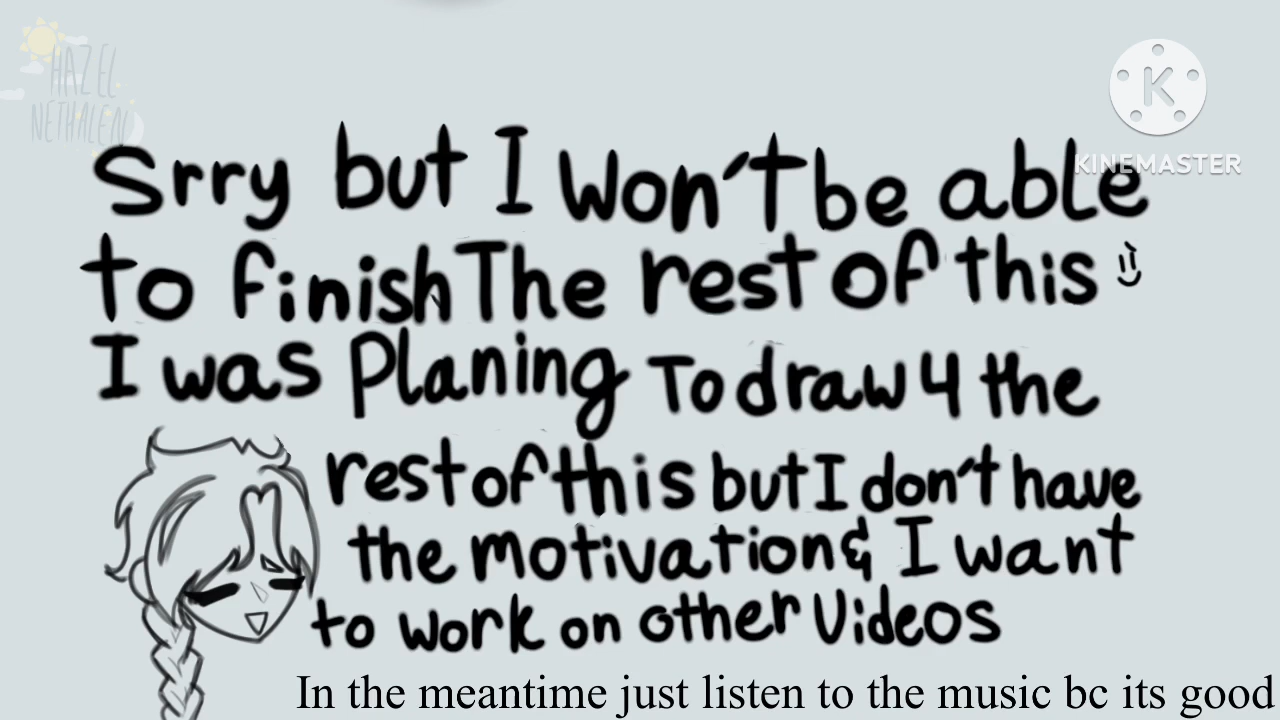 HAZEL
NETHALEN
K
KINEMASTER
Srry but I Won't be able
to finish The rest of this
I was Planing To draw 4 the
rest of this but I don't have
the motivation & I want
to work on other Videos
In the meantime just listen to the music bc its good